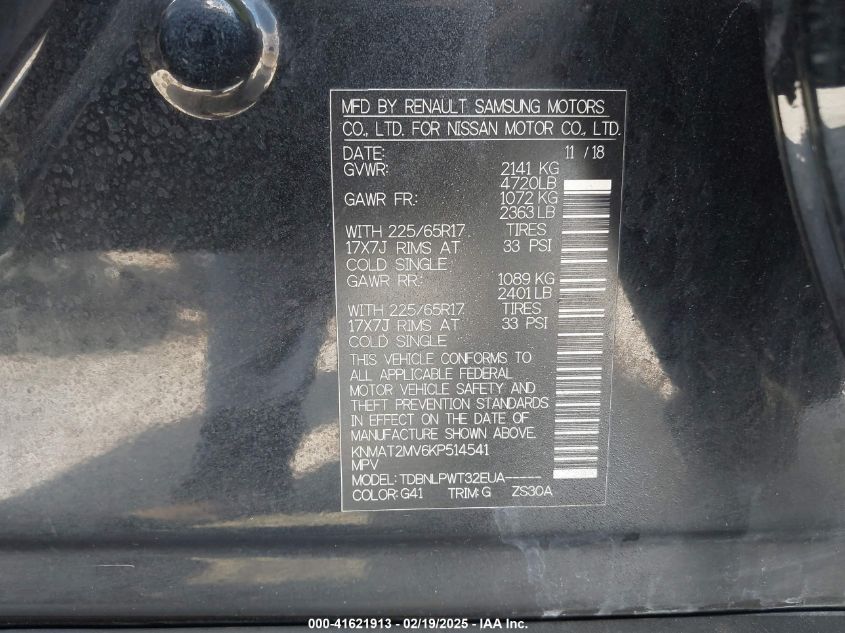 MFD BY RENAULT SAMSUNG MOTORS
CO., LTD. FOR NISSAN MOTOR CO., LTD.
DATE: 11 / 18
GVWR: 2141 KG
4720LB
GAWR FR: 1072 KG
2363 LB
WITH 225/65R17 TIRES
17X7J RIMS AT 33 PSI
COLD SINGLE
GAWR RR: 1089 KG
2401 LB
WITH 225/65R17 TIRES
17X7J RIMS AT 33 PSI
COLD SINGLE
THIS VEHICLE CONFORMS TO
ALL APPLICABLE FEDERAL
MOTOR VEHICLE SAFETY AND
THEFT PREVENTION STANDARDS
IN EFFECT ON THE DATE OF
MANUFACTURE SHOWN ABOVE.
KNMAT2MV6KP514541
MPV
MODEL: TDBNLPWT32EUA-----
COLOR: G41 TRIM: G ZS30A
000-41621913 - 02/19/2025 - IAA Inc.